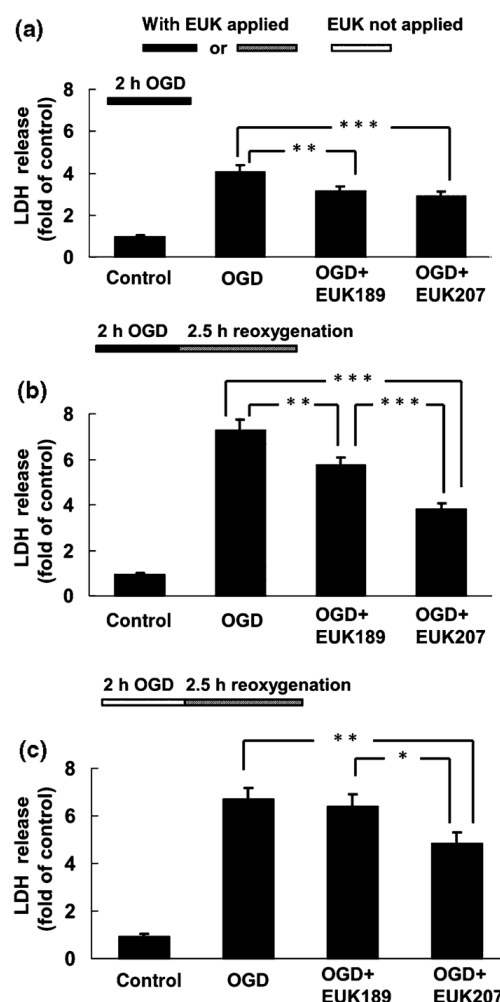 (a)
With EUK applied EUK not applied
or
2 h OGD
LDH release
(fold of control)
8
6
4
2
0
* * *
* *
Control OGD OGD+ EUK189 OGD+ EUK207
2 h OGD 2.5 h reoxygenation
(b)
LDH release
(fold of control)
8
6
4
2
0
* * *
* * * * *
Control OGD OGD+ EUK189 OGD+ EUK207
2 h OGD 2.5 h reoxygenation
(c)
LDH release
(fold of control)
8
6
4
2
0
* *
*
Control OGD OGD+ EUK189 OGD+ EUK207